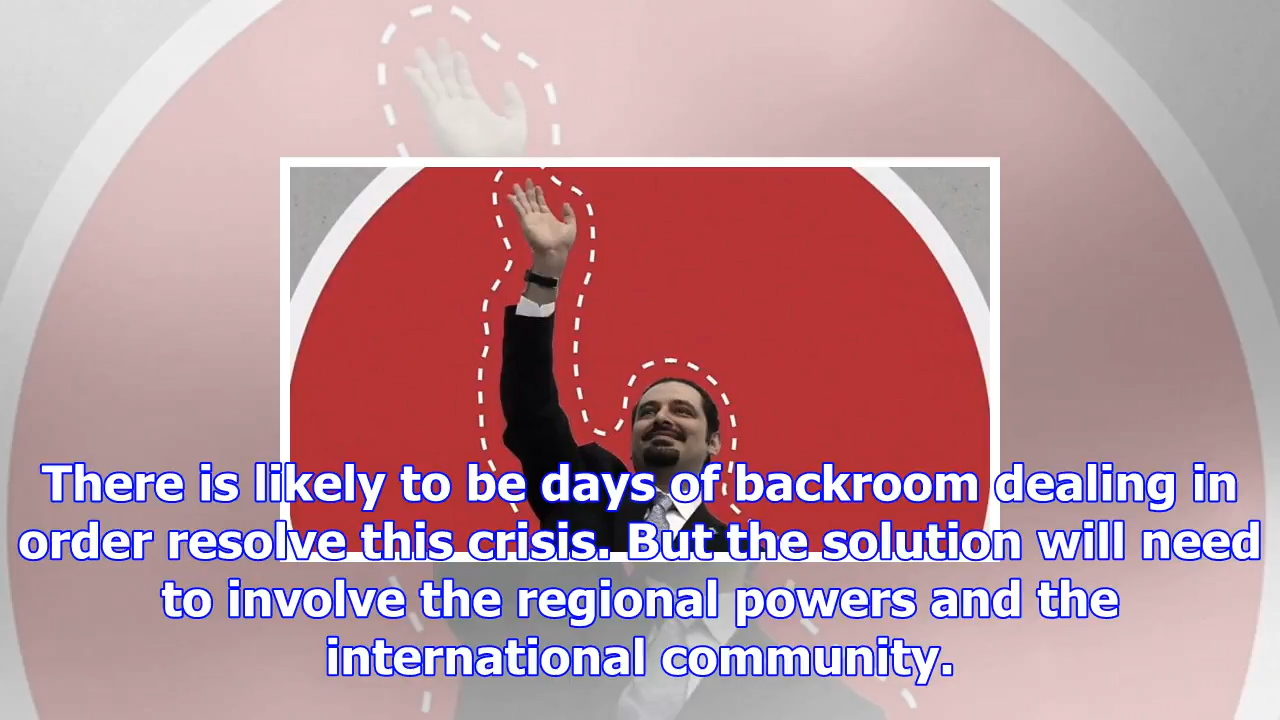 There is likely to be days of backroom dealing in
order resolve this crisis. But the solution will need
to involve the regional powers and the
international community.